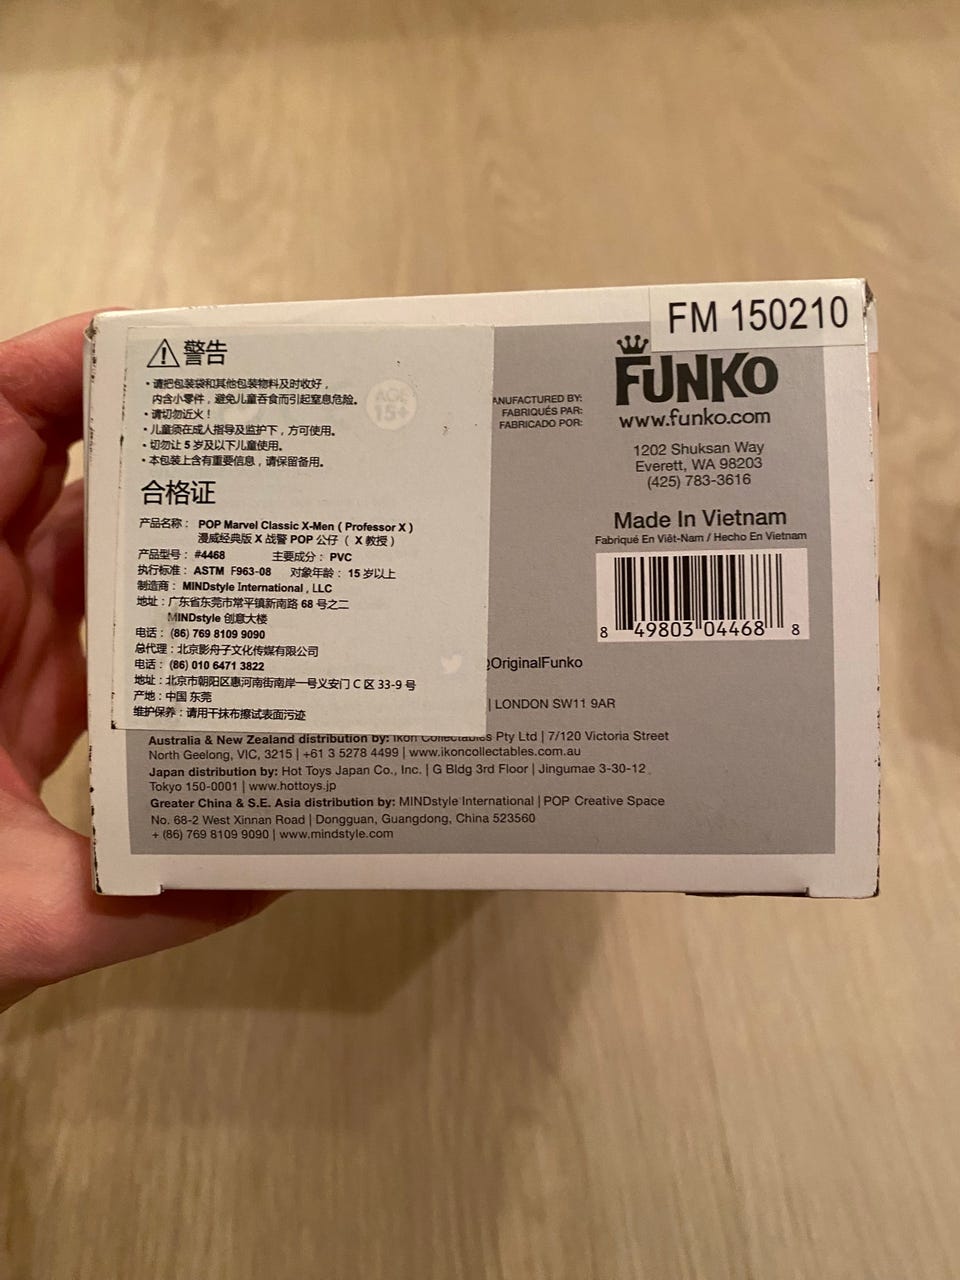 FM 150210
警告
・请把包装袋和其他包装物料及时收好，
内含小零件，避免儿童吞食而引起窒息危险。
・请切勿近火！
・儿童须在成人指导及监护下，方可使用。
・切勿让 5 岁及以下儿童使用。
・本包装上含有重要信息，请保留备用。
AGE
15+
合格证
产品名称： POP Marvel Classic X-Men ( Professor X )
漫威经典版 X 战警 POP 公仔（ X 教授）
产品型号： #4468 主要成分： PVC
执行标准： ASTM F963-08 对象年龄： 15 岁以上
制造商： MINDstyle International , LLC
地址：广东省东莞市常平镇新南路 68 号之二
MINDstyle 创意大楼
电话： (86) 769 8109 9090
总代理：北京影舟子文化传媒有限公司
电话： (86) 010 6471 3822
地址：北京市朝阳区惠河南街南岸一号义安门 C 区 33-9 号
产地：中国 东莞
维护保养：请用干抹布擦试表面污迹
ANUFACTURED BY:
FABRIQUÉS PAR:
FABRICADO POR:
FUNKO
www.funko.com
1202 Shuksan Way
Everett, WA 98203
(425) 783-3616
Made In Vietnam
Fabriqué En Viêt-Nam / Hecho En Vietnam
8 49803 04468 8
@OriginalFunko
| LONDON SW11 9AR
Australia & New Zealand distribution by: Ikon Collectables Pty Ltd | 7/120 Victoria Street
North Geelong, VIC, 3215 | +61 3 5278 4499 | www.ikoncollectables.com.au
Japan distribution by: Hot Toys Japan Co., Inc. | G Bldg 3rd Floor | Jingumae 3-30-12
Tokyo 150-0001 | www.hottoys.jp
Greater China & S.E. Asia distribution by: MINDstyle International | POP Creative Space
No. 68-2 West Xinnan Road | Dongguan, Guangdong, China 523560
+ (86) 769 8109 9090 | www.mindstyle.com